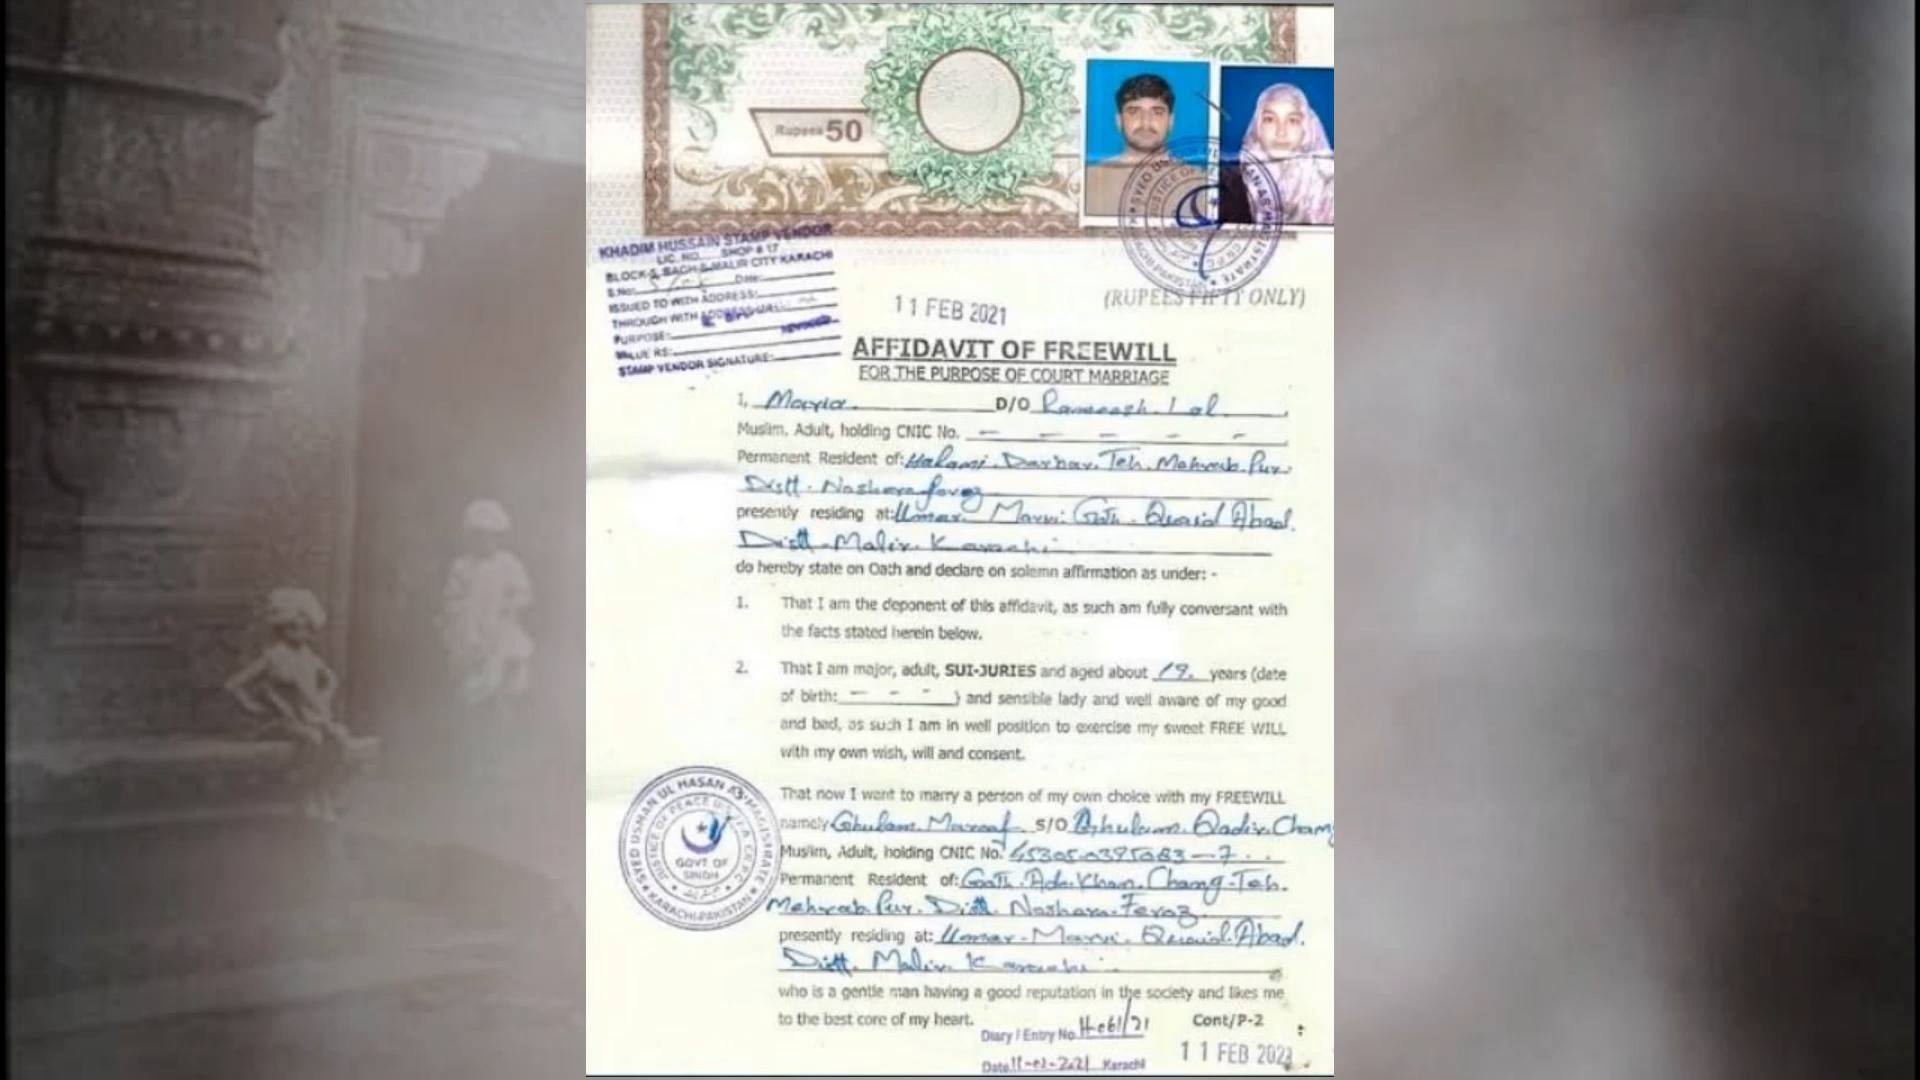 Rupees 50
KHADIM HUSSAIN STAMP VENDOR
LIC. NO. SHOP # 17
MALIR CITY KARACHI
S.No: Date:
ISSUED TO WITH ADDRESS:
THROUGH WITH ADDRESS
PURPOSE:
VALUE RS:
STAMP VENDOR SIGNATURE:
(RUPEES FIFTY ONLY)
11 FEB 2021
AFFIDAVIT OF FREEWILL
FOR THE PURPOSE OF COURT MARRIAGE
I, D/O Lal
Muslim, Adult, holding CNIC No. - - - - -
Permanent Resident of: Halani. Darbar. Teh. Mehrab. Pur.
Distt. Noshero feroz
presently residing at: Umar. Marvi Goth. Quaid Abad.
Distt. Malir. Karachi
do hereby state on Oath and declare on solemn affirmation as under: -
1. That I am the deponent of this affidavit, as such am fully conversant with
the facts stated herein below.
2. That I am major, adult, SUI-JURIES and aged about 19. years (date
of birth: - - - ) and sensible lady and well aware of my good
and bad, as such I am in well position to exercise my sweet FREE WILL
with my own wish, will and consent.
That now I want to marry a person of my own choice with my FREEWILL
namely Ghulam. S/O Ghulam. Qadir. Chang
Muslim, Adult, holding CNIC No.
Permanent Resident of: Goth. Khan. Chang. Teh.
Mehrab Pur. Distt. Feroz
presently residing at: Umar. Marvi. Quaid. Abad.
Distt. Malir Karachi
who is a gentle man having a good reputation in the society and likes me
to the best core of my heart.
Cont/P-2
Diary / Entry No.
Date 11-02-2021 Karachi
11 FEB 2021
SYED USMAN UL HASAN AS MAGISTRATE
JUSTICE OF PEACE
GOVT OF
SINDH
KARACHI-PAKISTAN